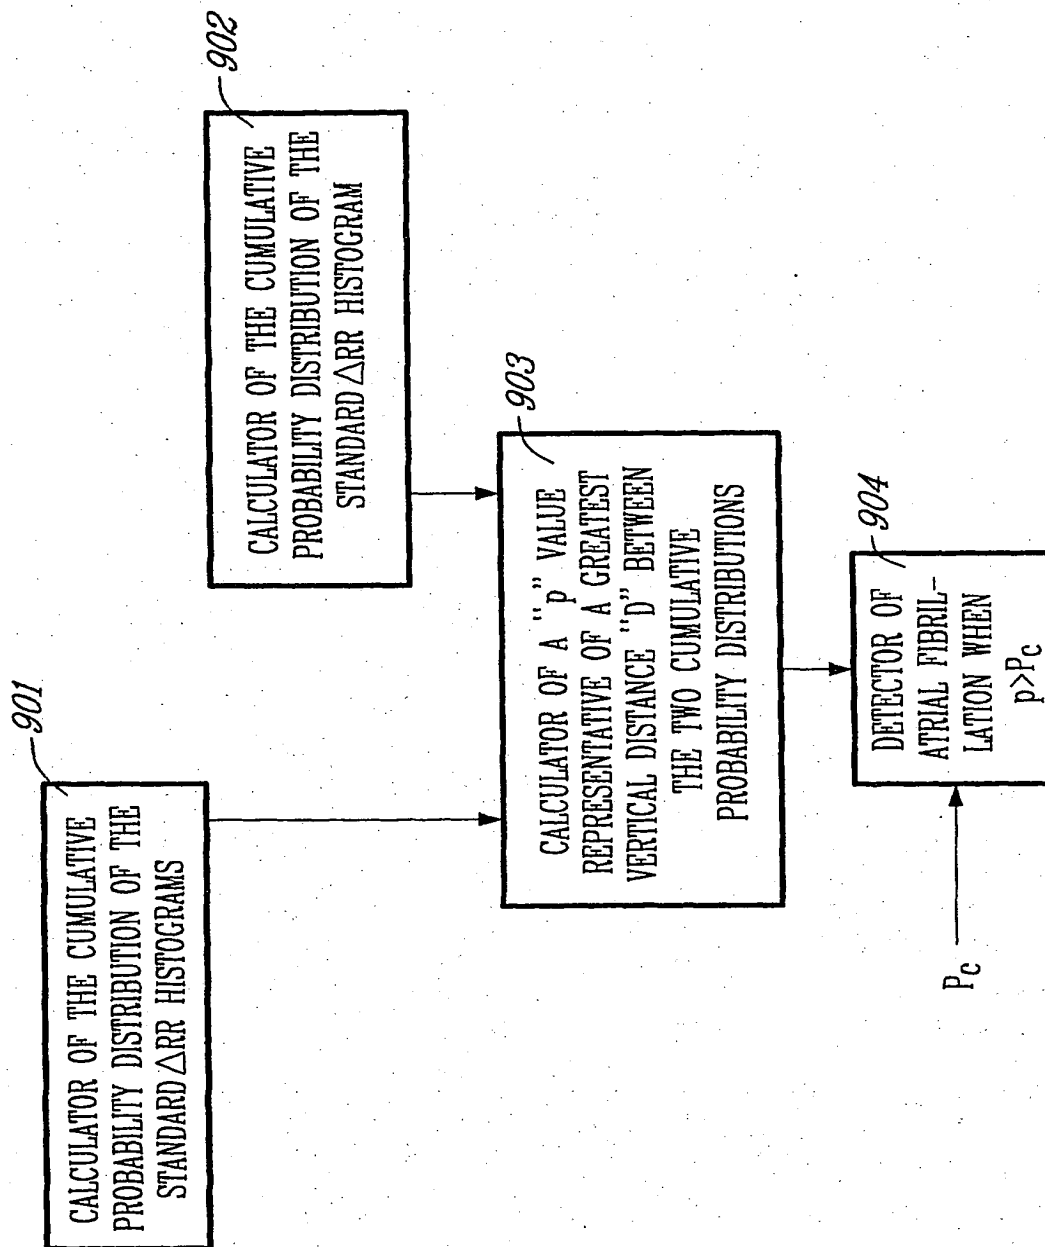 901
CALCULATOR OF THE CUMULATIVE
PROBABILITY DISTRIBUTION OF THE
STANDARD △RR HISTOGRAMS
902
CALCULATOR OF THE CUMULATIVE
PROBABILITY DISTRIBUTION OF THE
STANDARD △RR HISTOGRAM
903
CALCULATOR OF A "p" VALUE
REPRESENTATIVE OF A GREATEST
VERTICAL DISTANCE "D" BETWEEN
THE TWO CUMULATIVE
PROBABILITY DISTRIBUTIONS
904
DETECTOR OF
ATRIAL FIBRIL-
LATION WHEN
p>Pc
Pc